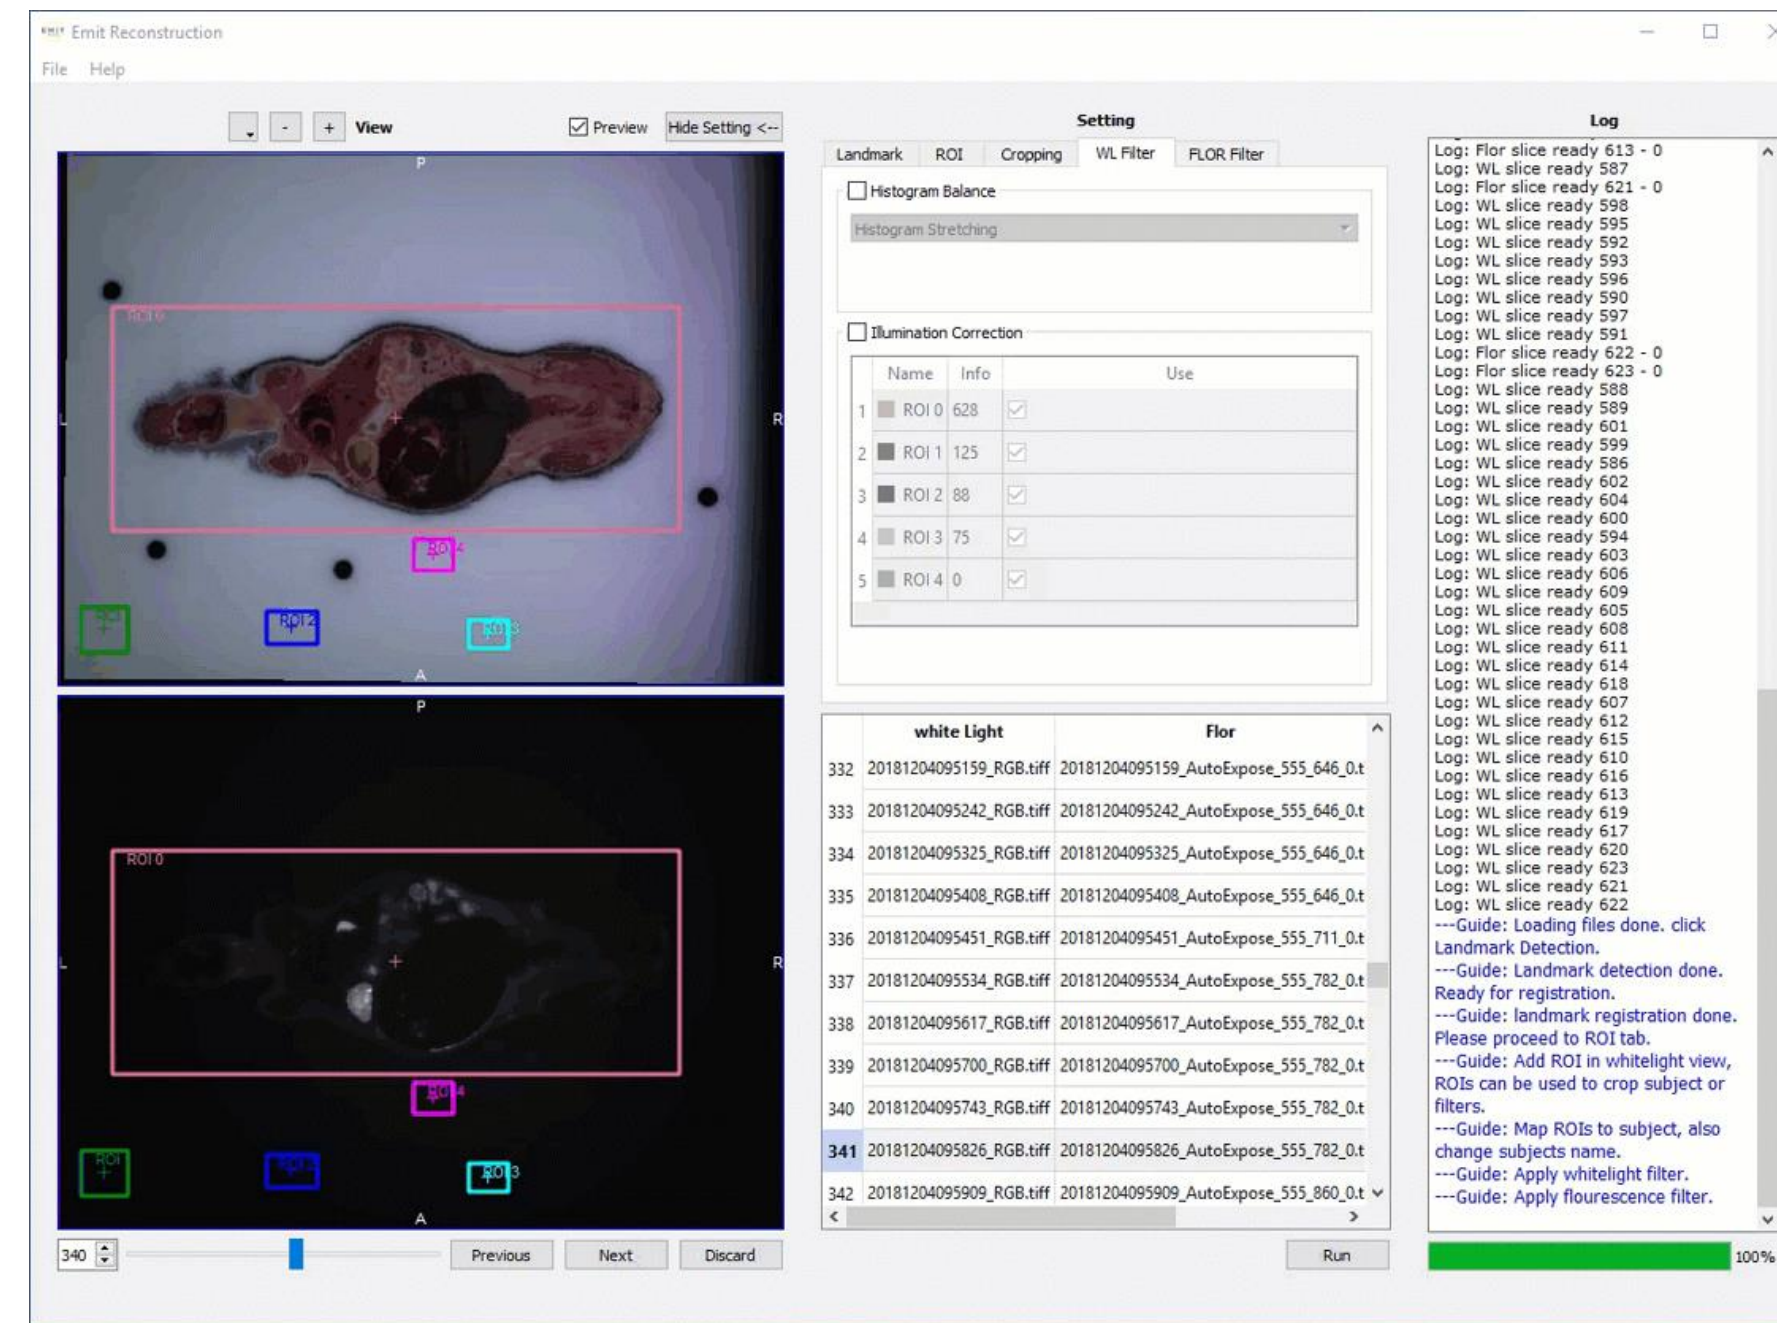 EMIT Emit Reconstruction
File Help
- + View Preview Hide Setting <--
P
ROI 0
L
R
ROI 4
ROI 2
ROI 3
A
P
ROI 0
L
R
ROI 4
ROI
ROI 2
ROI 3
A
340 Previous Next Discard
Setting
Landmark ROI Cropping WL Filter FLOR Filter
Histogram Balance
Histogram Stretching
Illumination Correction
Name Info Use
1 ROI 0 628
2 ROI 1 125
3 ROI 2 88
4 ROI 3 75
5 ROI 4 0
white Light Flor
332 20181204095159_RGB.tiff 20181204095159_AutoExpose_555_646_0.t
333 20181204095242_RGB.tiff 20181204095242_AutoExpose_555_646_0.t
334 20181204095325_RGB.tiff 20181204095325_AutoExpose_555_646_0.t
335 20181204095408_RGB.tiff 20181204095408_AutoExpose_555_646_0.t
336 20181204095451_RGB.tiff 20181204095451_AutoExpose_555_711_0.t
337 20181204095534_RGB.tiff 20181204095534_AutoExpose_555_782_0.t
338 20181204095617_RGB.tiff 20181204095617_AutoExpose_555_782_0.t
339 20181204095700_RGB.tiff 20181204095700_AutoExpose_555_782_0.t
340 20181204095743_RGB.tiff 20181204095743_AutoExpose_555_782_0.t
341 20181204095826_RGB.tiff 20181204095826_AutoExpose_555_782_0.t
342 20181204095909_RGB.tiff 20181204095909_AutoExpose_555_860_0.t
Run
Log
Log: Flor slice ready 613 - 0
Log: WL slice ready 587
Log: Flor slice ready 621 - 0
Log: WL slice ready 598
Log: WL slice ready 595
Log: WL slice ready 592
Log: WL slice ready 593
Log: WL slice ready 596
Log: WL slice ready 590
Log: WL slice ready 597
Log: WL slice ready 591
Log: Flor slice ready 622 - 0
Log: Flor slice ready 623 - 0
Log: WL slice ready 588
Log: WL slice ready 589
Log: WL slice ready 601
Log: WL slice ready 599
Log: WL slice ready 586
Log: WL slice ready 602
Log: WL slice ready 604
Log: WL slice ready 600
Log: WL slice ready 594
Log: WL slice ready 603
Log: WL slice ready 606
Log: WL slice ready 609
Log: WL slice ready 605
Log: WL slice ready 608
Log: WL slice ready 611
Log: WL slice ready 614
Log: WL slice ready 618
Log: WL slice ready 607
Log: WL slice ready 612
Log: WL slice ready 615
Log: WL slice ready 610
Log: WL slice ready 616
Log: WL slice ready 613
Log: WL slice ready 619
Log: WL slice ready 617
Log: WL slice ready 620
Log: WL slice ready 623
Log: WL slice ready 621
Log: WL slice ready 622
---Guide: Loading files done. click
Landmark Detection.
---Guide: Landmark detection done.
Ready for registration.
---Guide: landmark registration done.
Please proceed to ROI tab.
---Guide: Add ROI in whitelight view,
ROIs can be used to crop subject or
filters.
---Guide: Map ROIs to subject, also
change subjects name.
---Guide: Apply whitelight filter.
---Guide: Apply flourescence filter.
100%